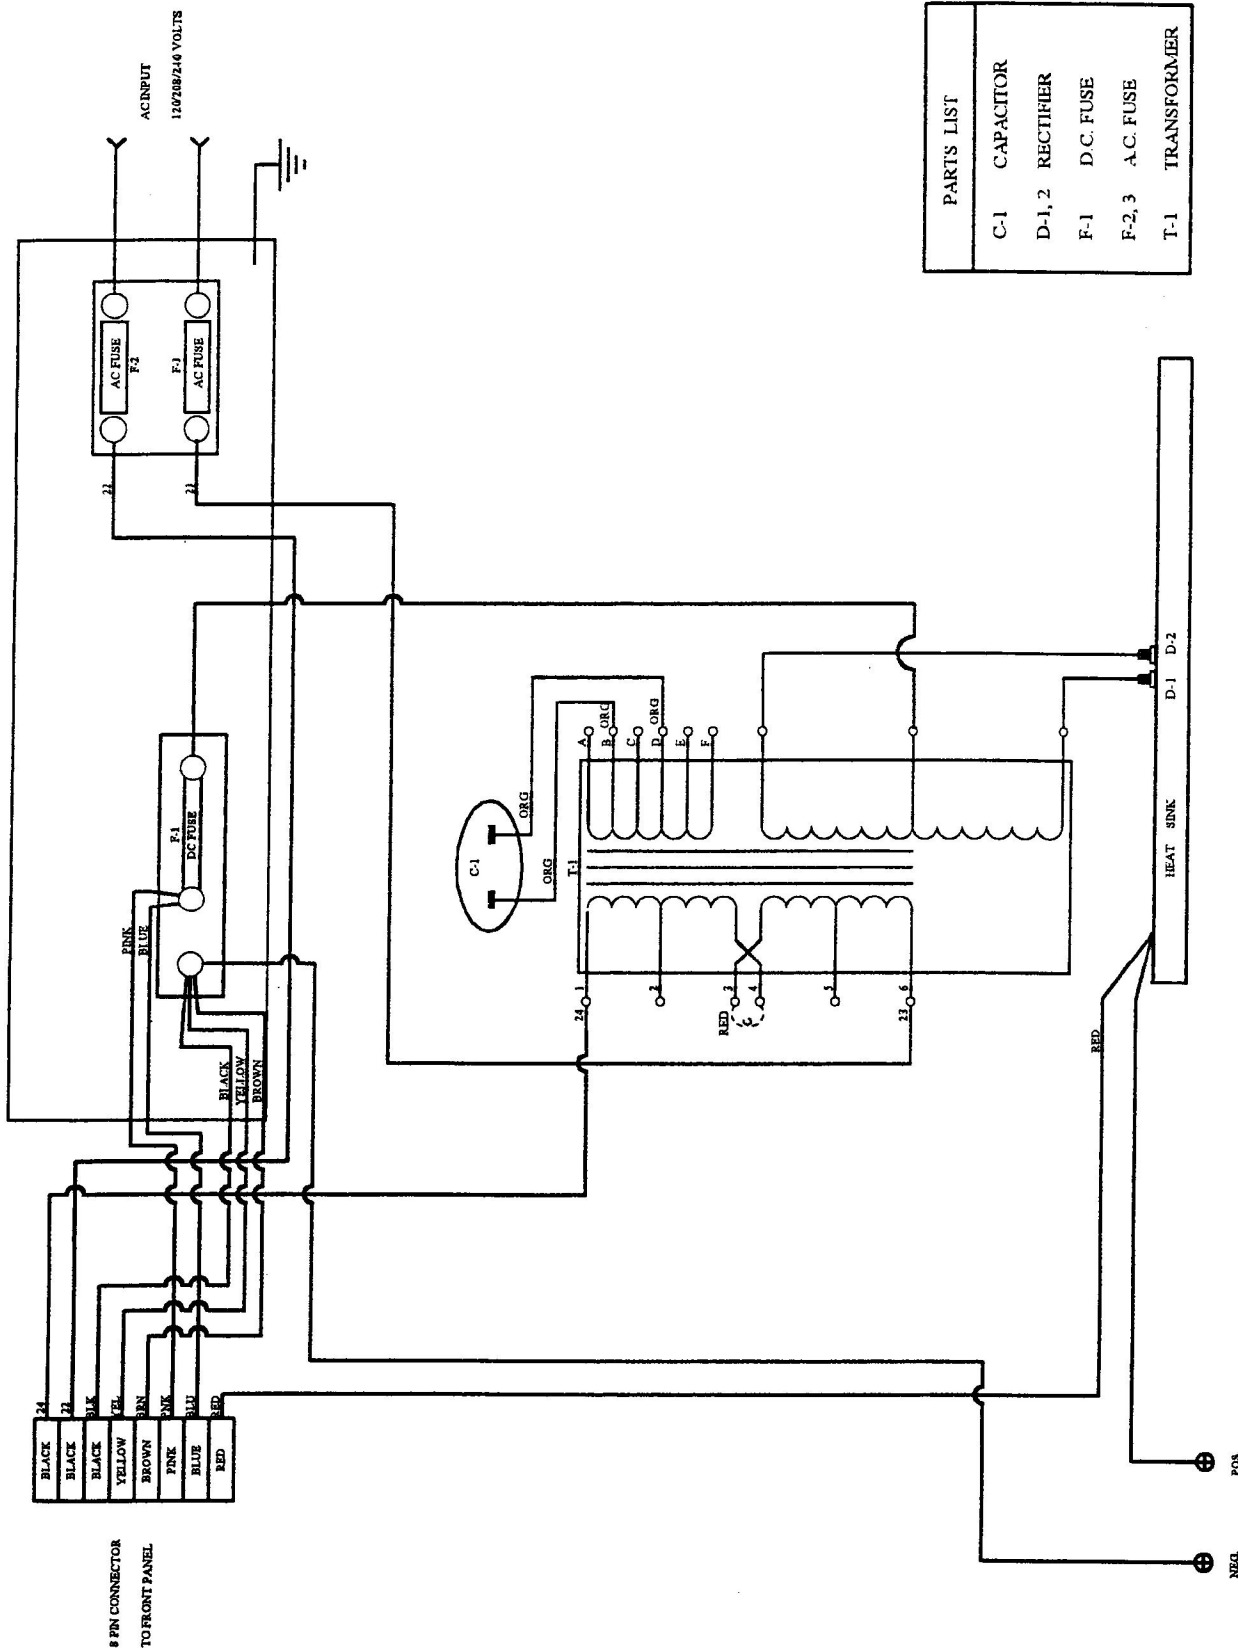 8 PIN CONNECTOR
TO FRONT PANEL
BLACK
24
BLACK
22
BLACK
BLK
YELLOW
YEL
BROWN
BRN
PINK
PNK
BLUE
BLU
RED
RED
PINK
BLUE
BLACK
YELLOW
BROWN
F-1
DC FUSE
22
AC FUSE
F-2
AC FUSE
AC INPUT
120/208/240 VOLTS
C-1
ORG
ORG
T-1
24
1
2
3
RED
C
4
5
23
6
A
B
ORG
C
D
ORG
E
F
RED
HEAT SINK
D-1
D-2
NEG
POS
PARTS LIST
C-1 CAPACITOR
D-1, 2 RECTIFIER
F-1 D.C. FUSE
F-2, 3 A.C. FUSE
T-1 TRANSFORMER